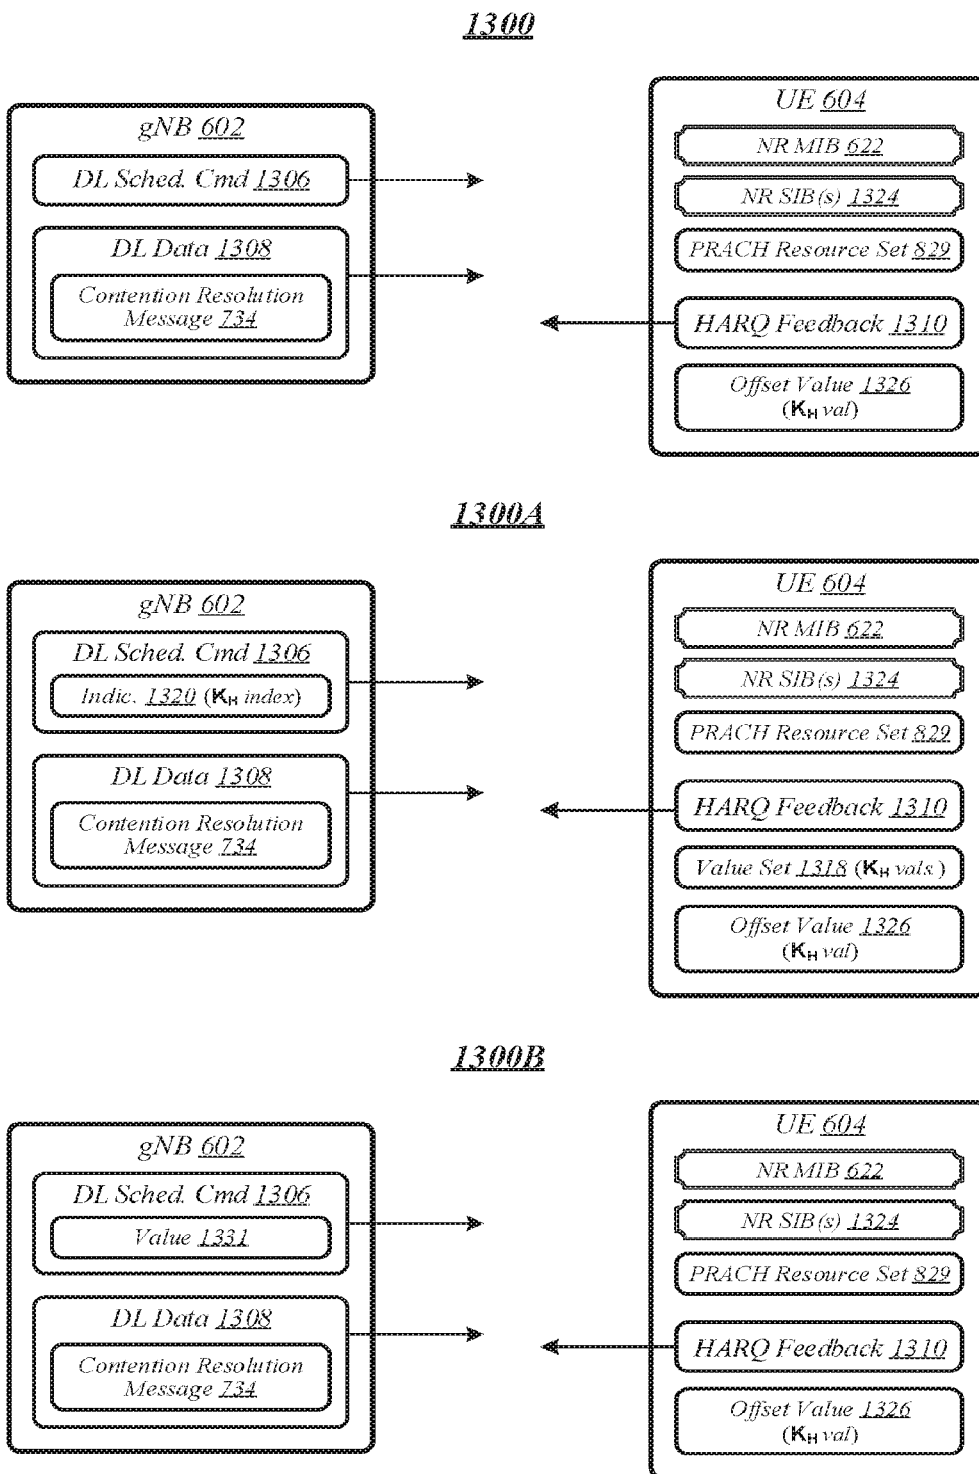 1300
gNB 602
DL Sched. Cmd 1306
DL Data 1308
Contention Resolution
Message 734
UE 604
NR MIB 622
NR SIB(s) 1324
PRACH Resource Set 829
HARQ Feedback 1310
Offset Value 1326
(KH val)
1300A
gNB 602
DL Sched. Cmd 1306
Indic. 1320 (KH index)
DL Data 1308
Contention Resolution
Message 734
UE 604
NR MIB 622
NR SIB(s) 1324
PRACH Resource Set 829
HARQ Feedback 1310
Value Set 1318 (KH vals.)
Offset Value 1326
(KH val)
1300B
gNB 602
DL Sched. Cmd 1306
Value 1331
DL Data 1308
Contention Resolution
Message 734
UE 604
NR MIB 622
NR SIB(s) 1324
PRACH Resource Set 829
HARQ Feedback 1310
Offset Value 1326
(KH val)